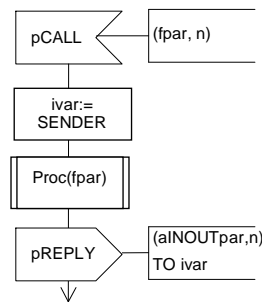 pCALL
(fpar, n)
ivar:=
SENDER
Proc(fpar)
pREPLY
(aINOUTpar,n)
TO ivar